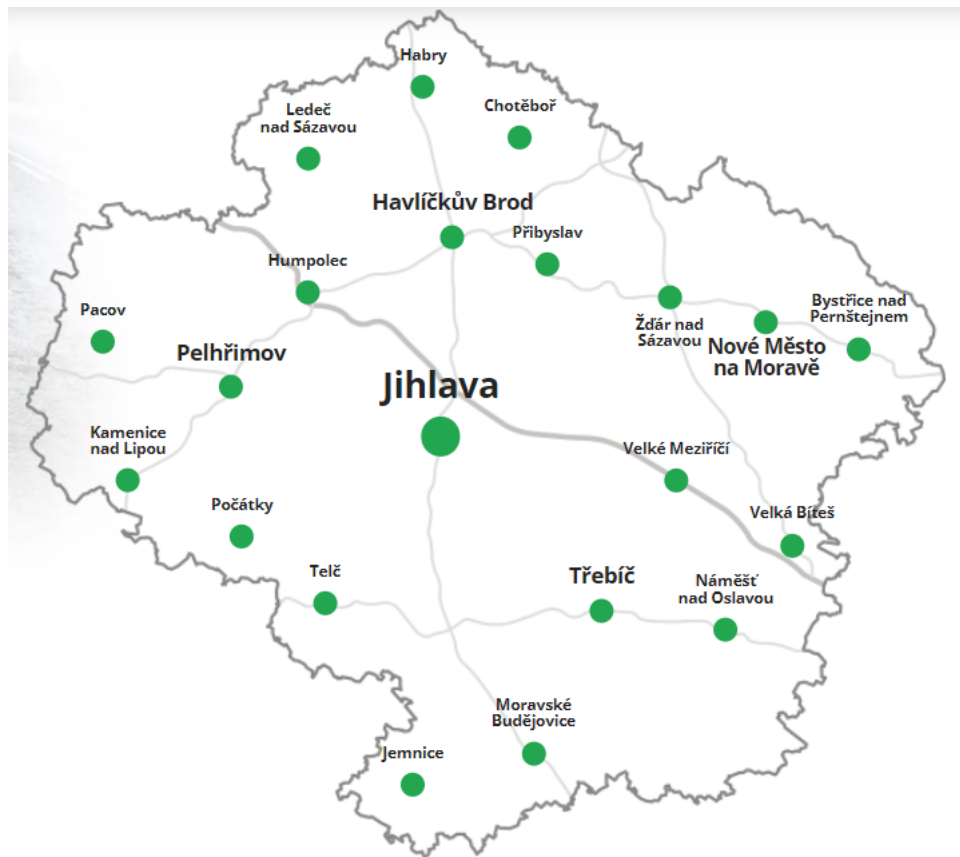 Habry
Chotěboř
Ledeč
nad Sázavou
Havlíčkův Brod
Přibyslav
Humpolec
Pacov
Bystřice nad
Pernštejnem
Žďár nad
Sázavou
Nové Město
na Moravě
Pelhřimov
Jihlava
Kamenice
nad Lipou
Velké Meziříčí
Počátky
Velká Bíteš
Telč
Třebíč
Náměšť
nad Oslavou
Moravské
Budějovice
Jemnice